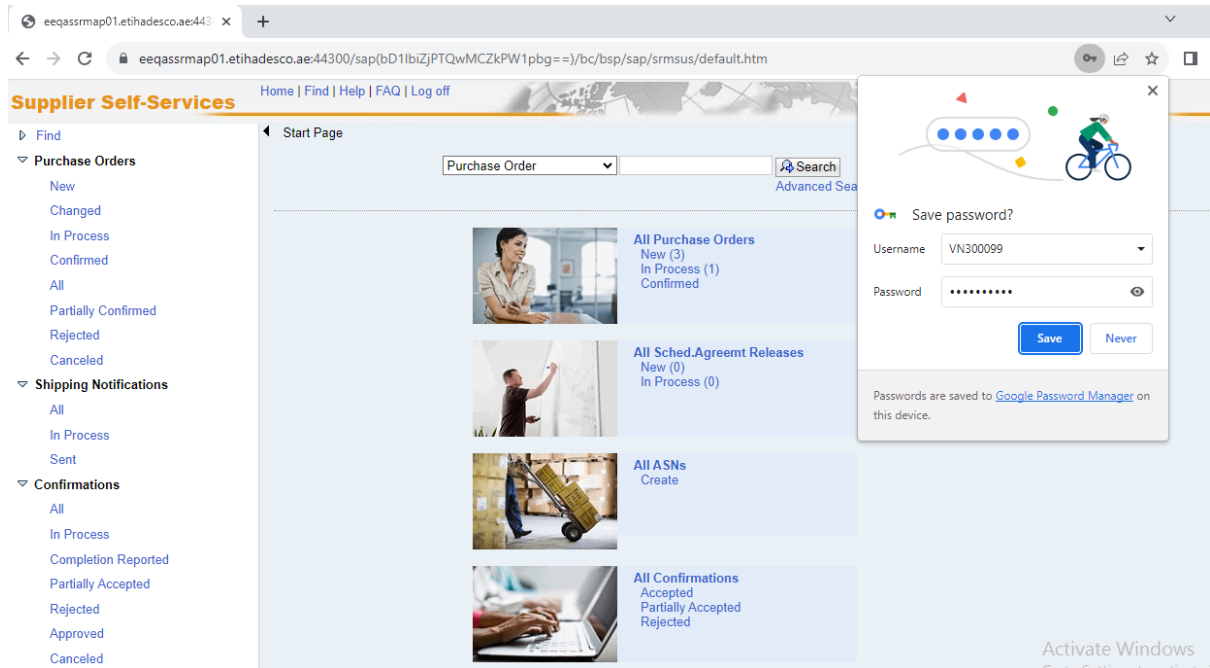 eeqassrmap01.etihadesco.ae:443
eeqassrmap01.etihadesco.ae:44300/sap(bD1lbiZjPTQwMCZkPW1pbg==)/bc/bsp/sap/srmsus/default.htm
Supplier Self-Services
Home | Find | Help | FAQ | Log off
Find
Purchase Orders
New
Changed
In Process
Confirmed
All
Partially Confirmed
Rejected
Canceled
Shipping Notifications
All
In Process
Sent
Confirmations
All
In Process
Completion Reported
Partially Accepted
Rejected
Approved
Canceled
Start Page
Purchase Order
Search
Advanced Sea
All Purchase Orders
New (3)
In Process (1)
Confirmed
All Sched.Agreemt Releases
New (0)
In Process (0)
All ASNs
Create
All Confirmations
Accepted
Partially Accepted
Rejected
Save password?
Username VN300099
Password ••••••••••
Save Never
Passwords are saved to Google Password Manager on
this device.
Activate Windows